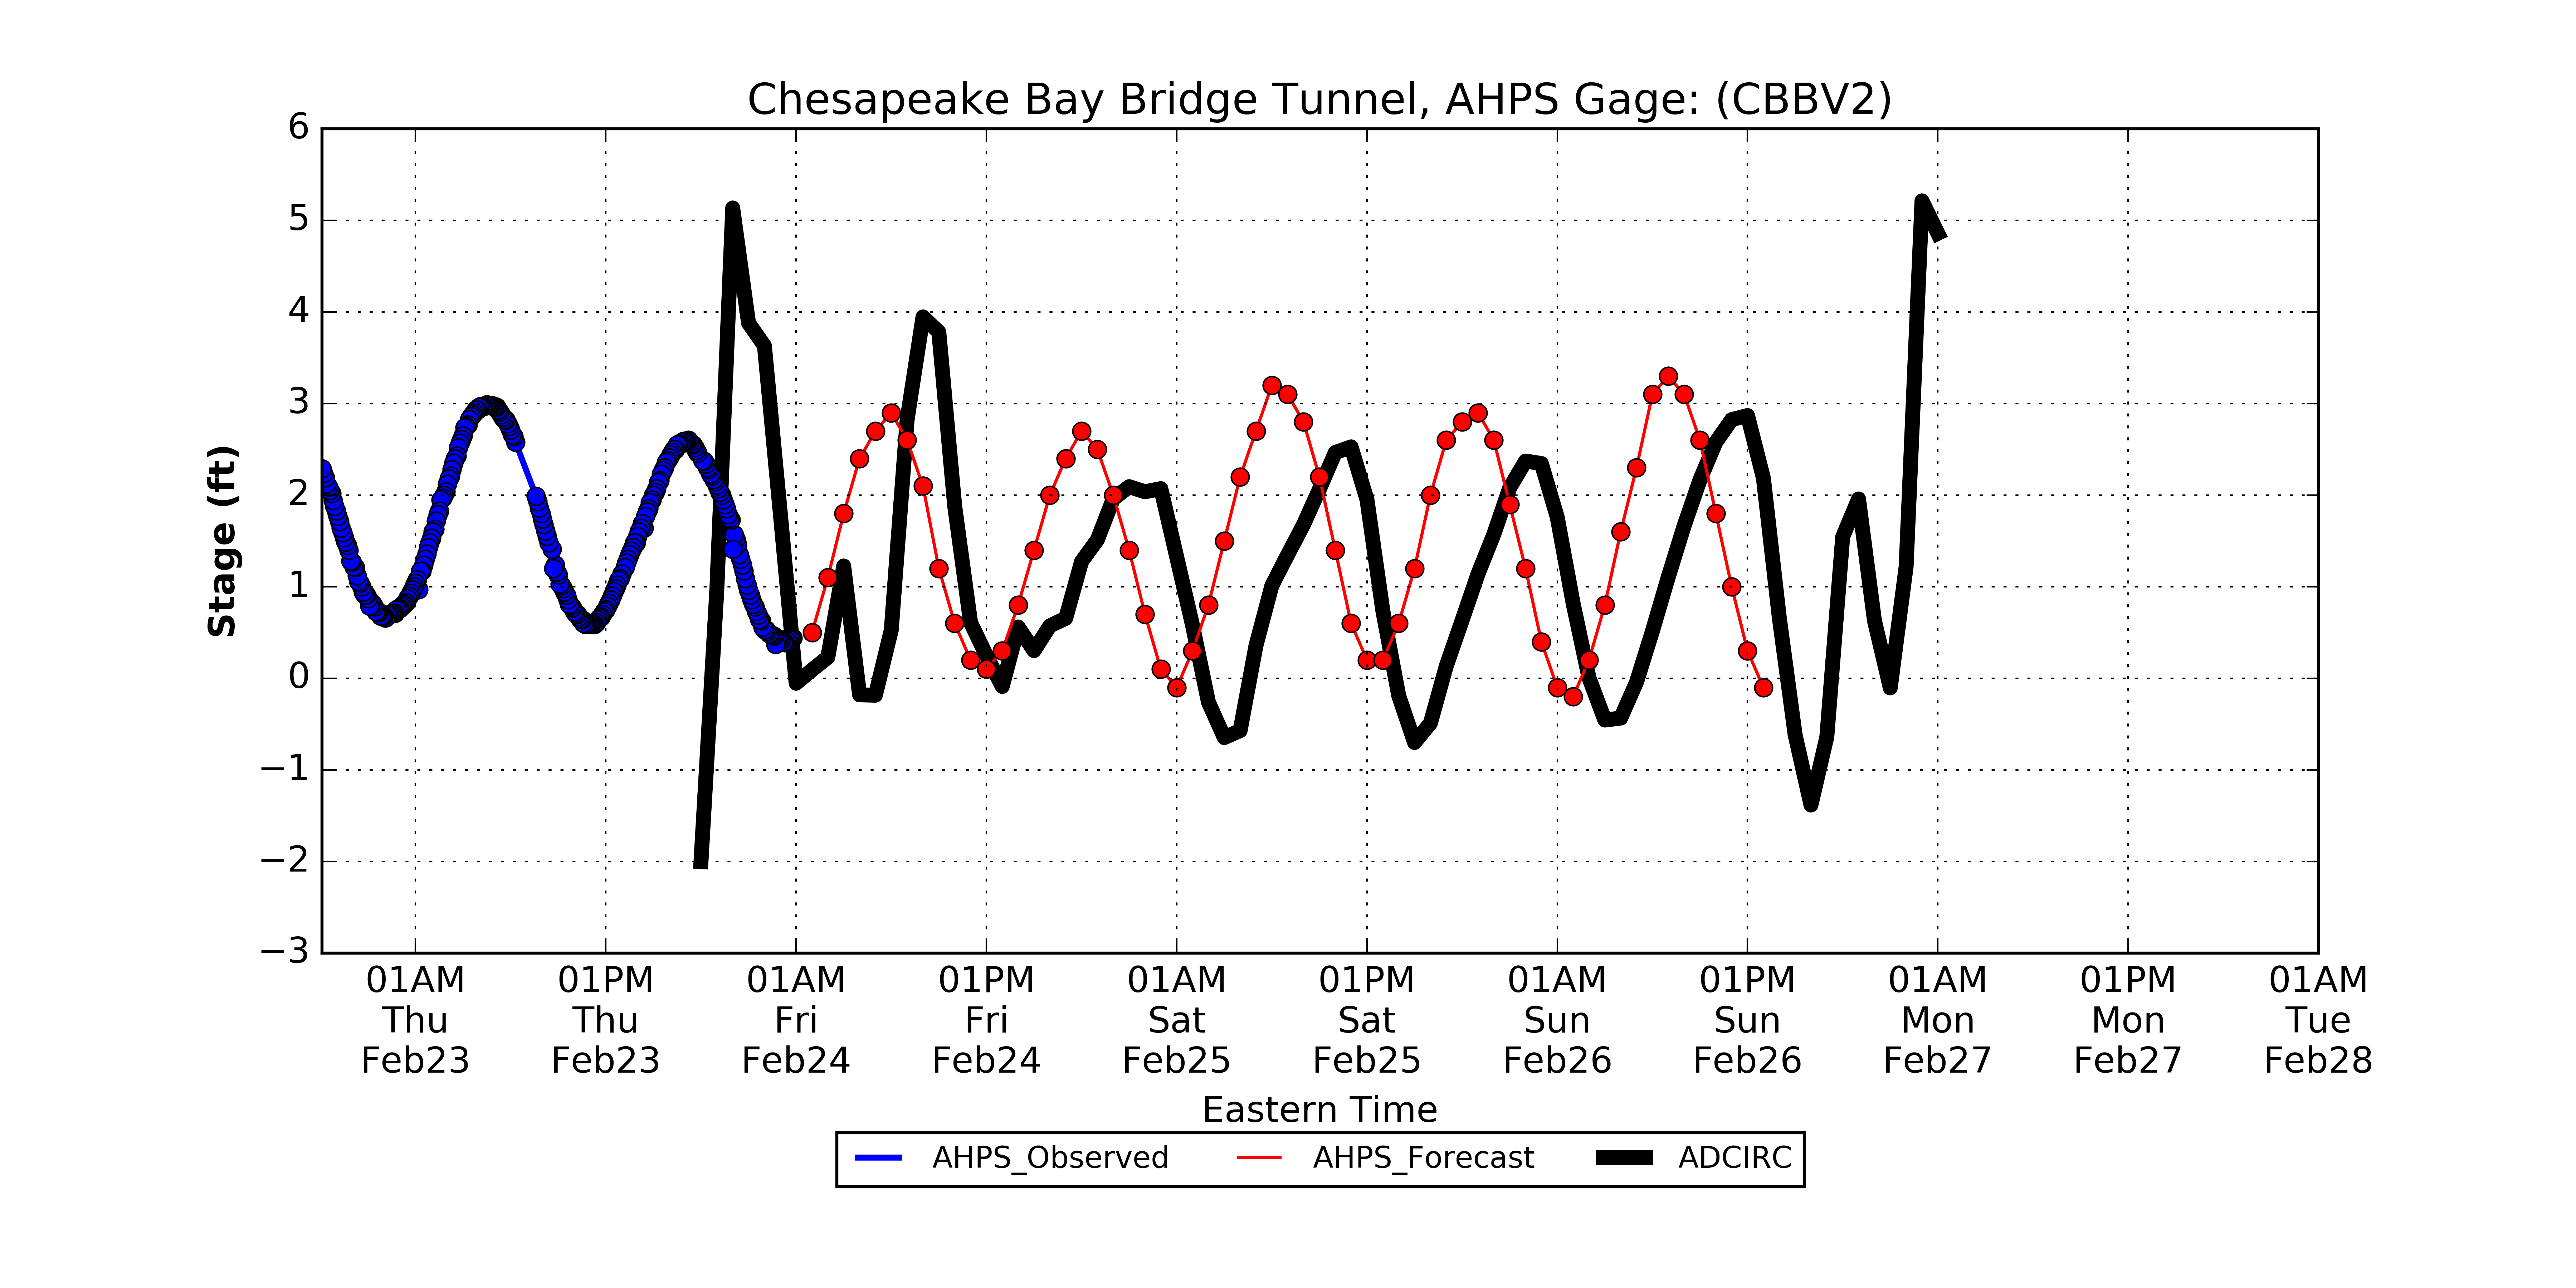 Chesapeake Bay Bridge Tunnel, AHPS Gage: (CBBV2)
6
5
4
3
2
1
0
−1
−2
−3
Stage (ft)
01AM 01PM 01AM 01PM 01AM 01PM 01AM 01PM 01AM 01PM 01AM
Thu Thu Fri Fri Sat Sat Sun Sun Mon Mon Tue
Feb23 Feb23 Feb24 Feb24 Feb25 Feb25 Feb26 Feb26 Feb27 Feb27 Feb28
Eastern Time
AHPS_Observed AHPS_Forecast ADCIRC